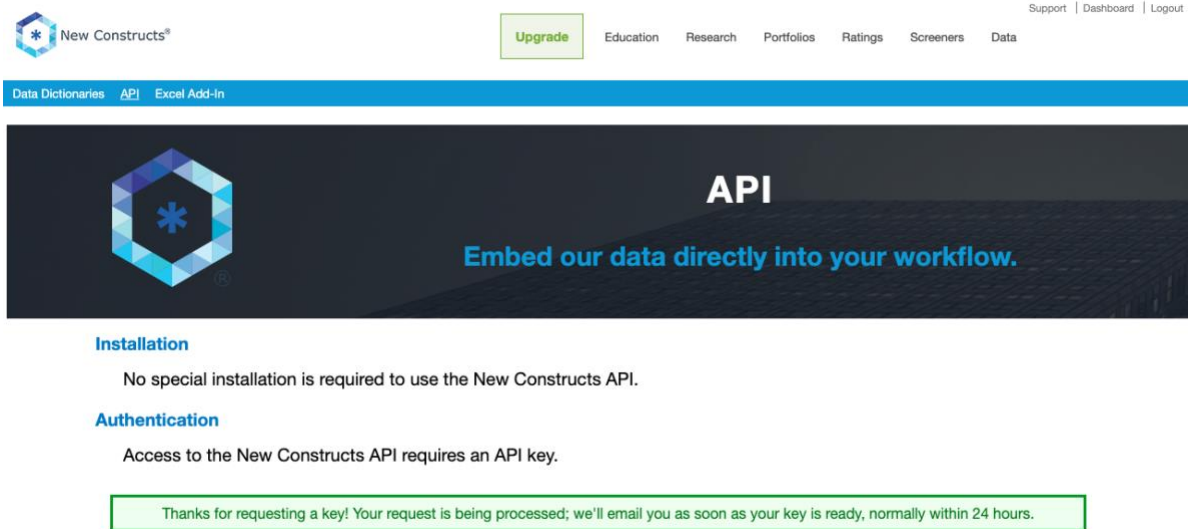 Support | Dashboard | Logout
New Constructs®
Upgrade Education Research Portfolios Ratings Screeners Data
Data Dictionaries API Excel Add-In
API
Embed our data directly into your workflow.
®
Installation
No special installation is required to use the New Constructs API.
Authentication
Access to the New Constructs API requires an API key.
Thanks for requesting a key! Your request is being processed; we'll email you as soon as your key is ready, normally within 24 hours.